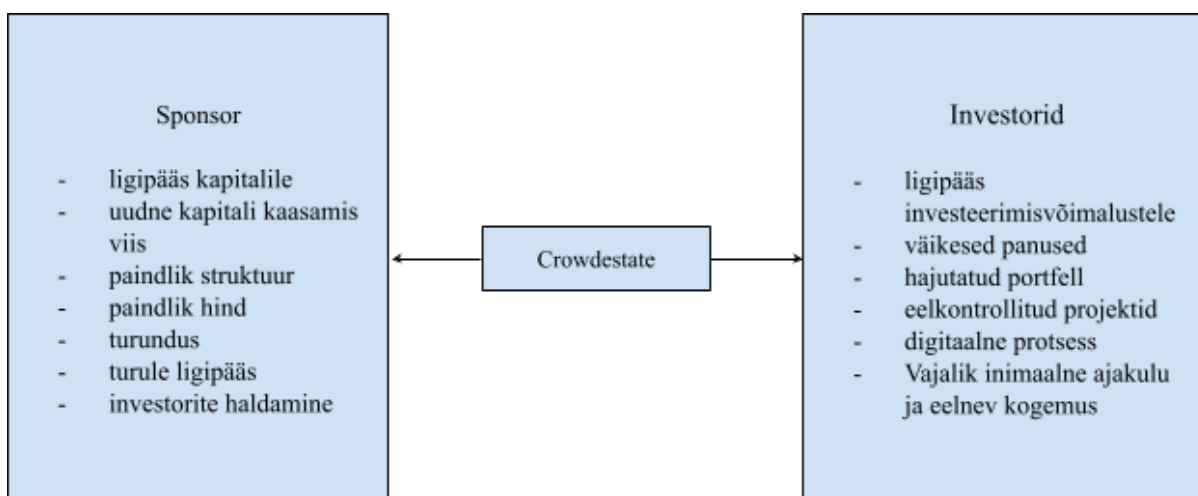 Sponsor
- ligipääs kapitalile
- uudne kapitali kaasamis
viis
- paindlik struktuur
- paindlik hind
- turundus
- turule ligipääs
- investorite haldamine
Crowdestate
Investorid
- ligipääs
investeerimisvõimalustele
- väikesed panused
- hajutatud portfell
- eelkontrollitud projektid
- digitaalne protsess
- Vajalik inimaalne ajakulu
ja eelnev kogemus